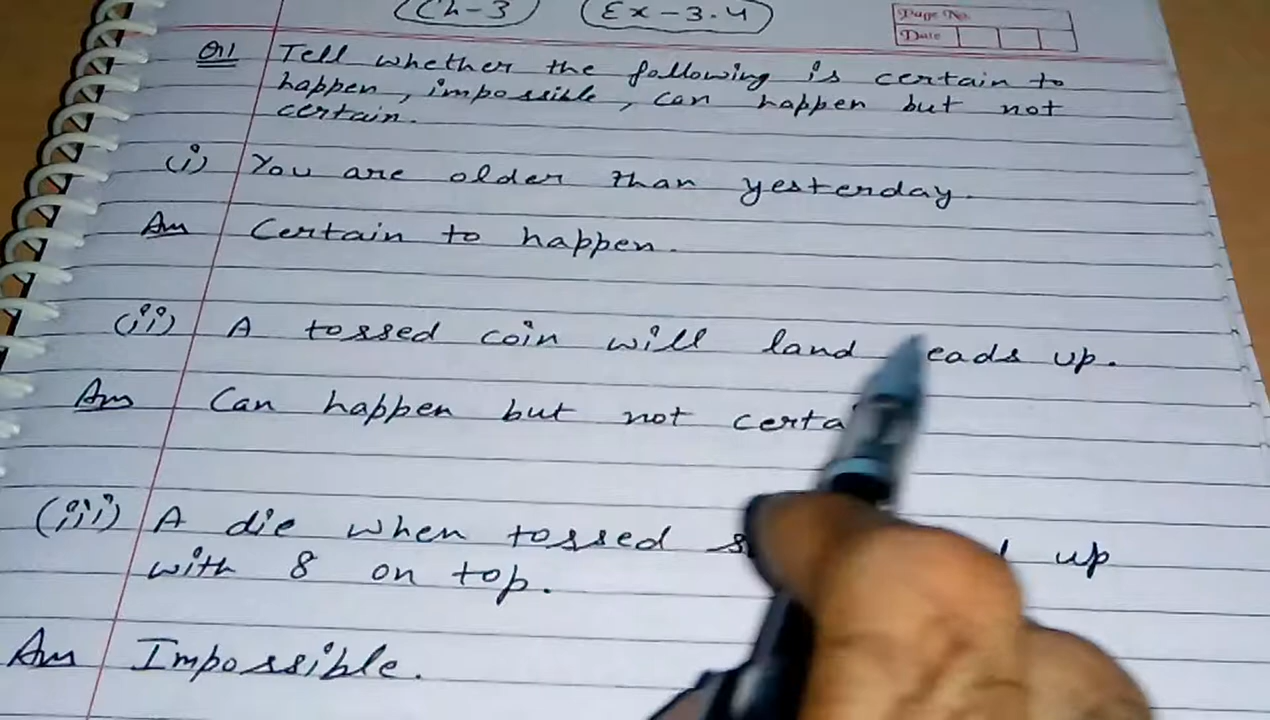 Ch-3 Ex-3.4
Page No.
Date
Q1 Tell whether the following is certain to
happen, impossible, can happen but not
certain.
(i) You are older than yesterday.
Ans Certain to happen.
(ii) A tossed coin will land eads up.
Ans Can happen but not certa
(iii) A die when tossed up
with 8 on top.
Ans Impossible.